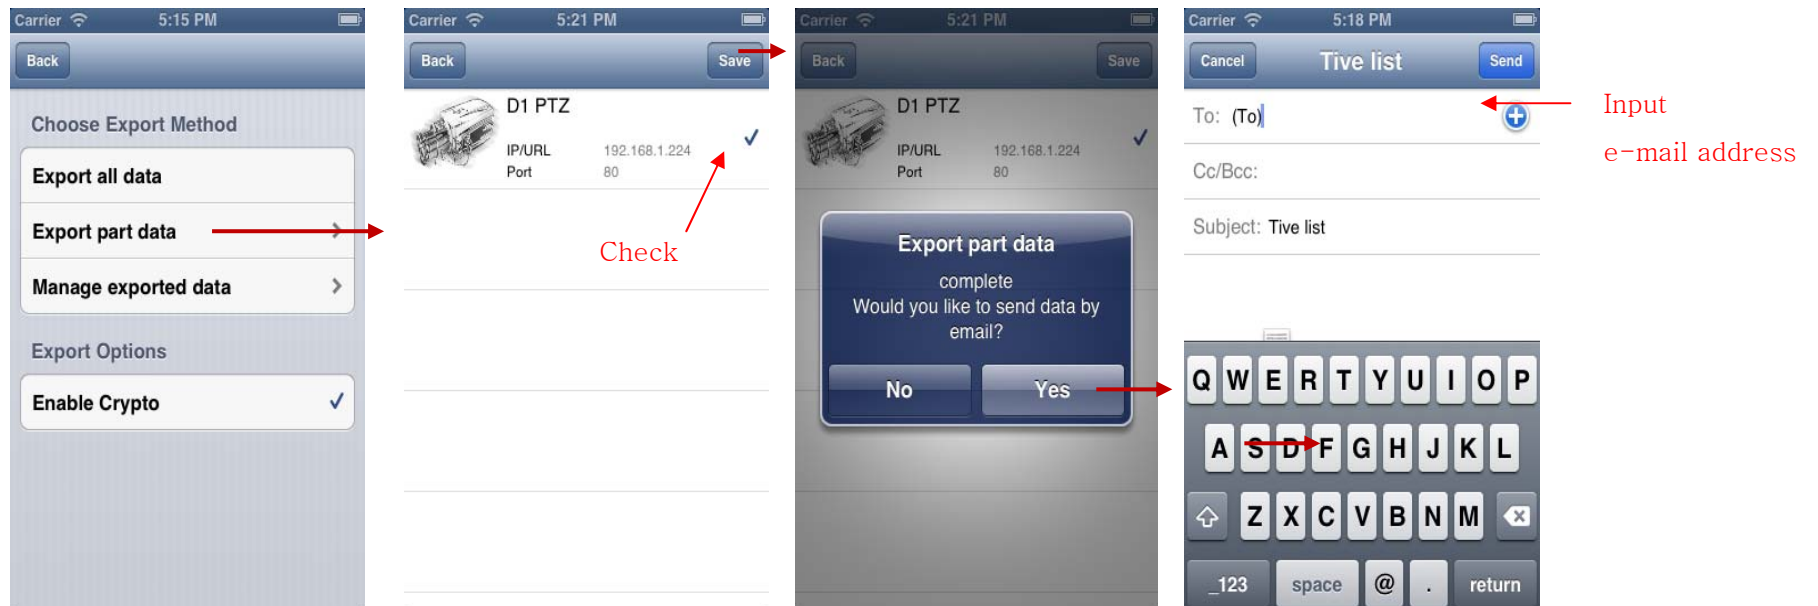 Carrier 5:15 PM
Back
Choose Export Method
Export all data
Export part data
Manage exported data
Export Options
Enable Crypto
Carrier 5:21 PM
Back Save
D1 PTZ
IP/URL 192.168.1.224
Port 80
Check
Carrier 5:21 PM
Back Save
D1 PTZ
IP/URL 192.168.1.224
Port 80
Export part data
complete
Would you like to send data by
email?
No Yes
Carrier 5:18 PM
Cancel Tive list Send
To: (To)
Cc/Bcc:
Subject: Tive list
Q W E R T Y U I O P
A S D F G H J K L
Z X C V B N M
_123 space @ . return
Input
e-mail address